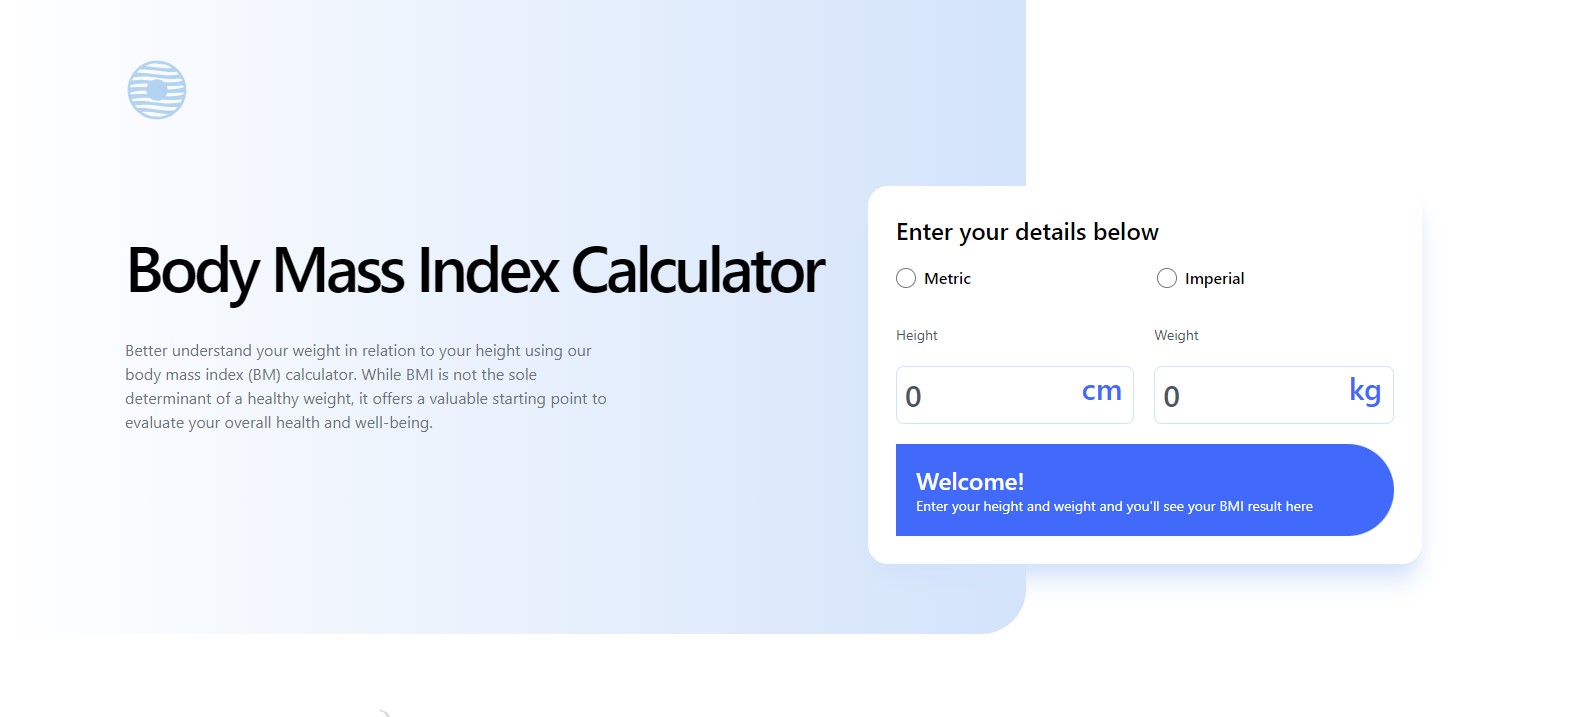 Body Mass Index Calculator
Better understand your weight in relation to your height using our
body mass index (BM) calculator. While BMI is not the sole
determinant of a healthy weight, it offers a valuable starting point to
evaluate your overall health and well-being.
Enter your details below
Metric Imperial
Height Weight
0 cm 0 kg
Welcome!
Enter your height and weight and you'll see your BMI result here